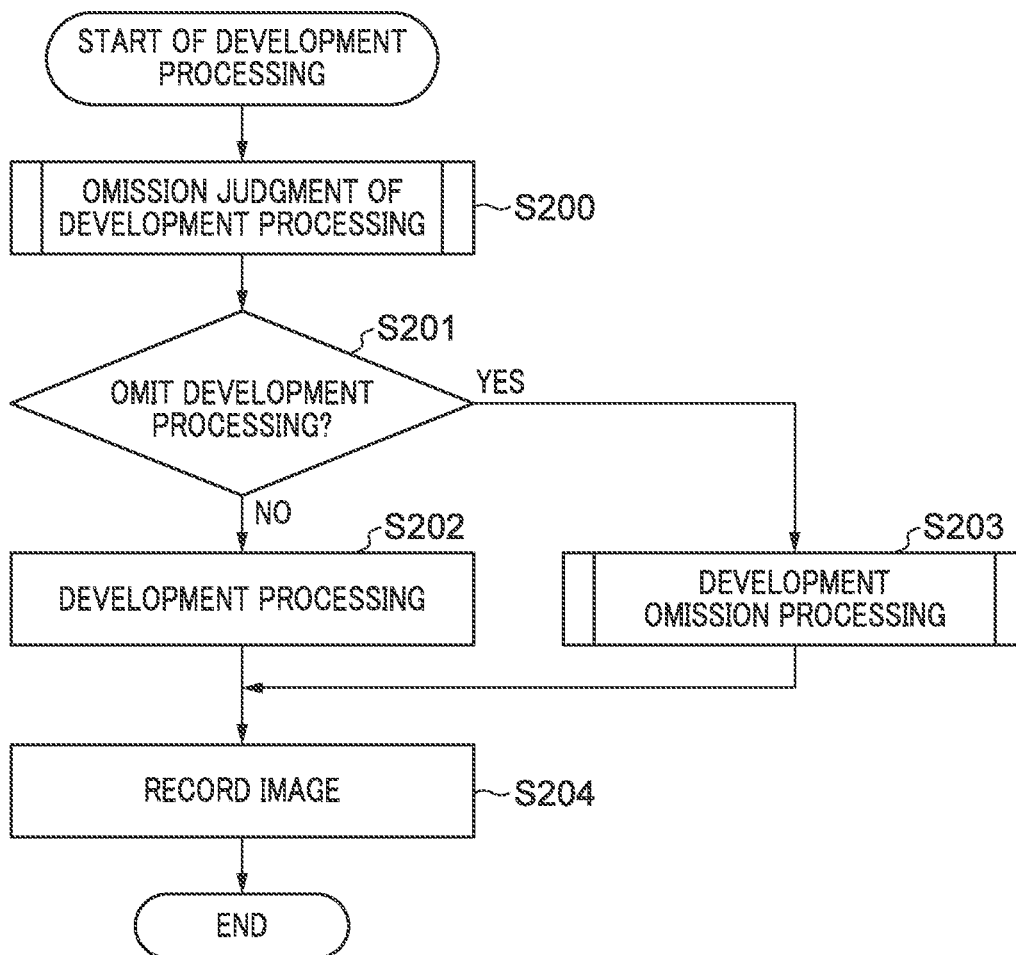 START OF DEVELOPMENT
PROCESSING
OMISSION JUDGMENT OF
DEVELOPMENT PROCESSING
S200
S201
OMIT DEVELOPMENT
PROCESSING?
YES
NO
S202
DEVELOPMENT PROCESSING
S203
DEVELOPMENT
OMISSION PROCESSING
RECORD IMAGE
S204
END